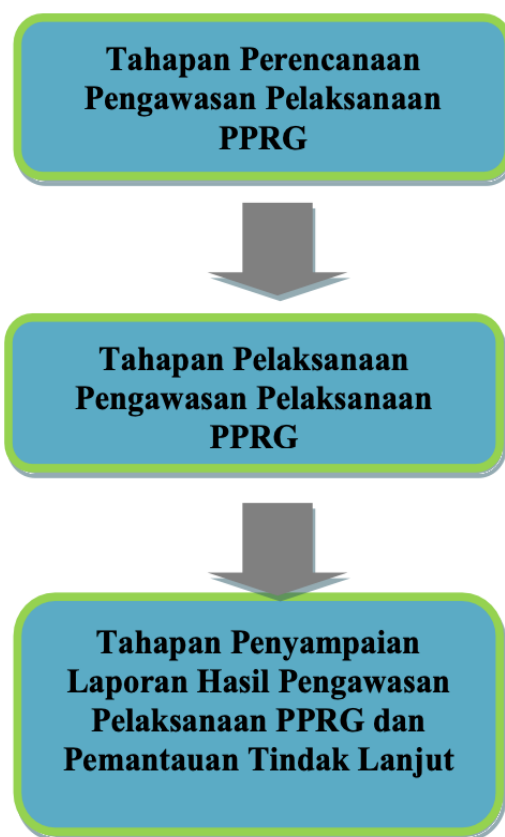 Tahapan Perencanaan
Pengawasan Pelaksanaan
PPRG
Tahapan Pelaksanaan
Pengawasan Pelaksanaan
PPRG
Tahapan Penyampaian
Laporan Hasil Pengawasan
Pelaksanaan PPRG dan
Pemantauan Tindak Lanjut